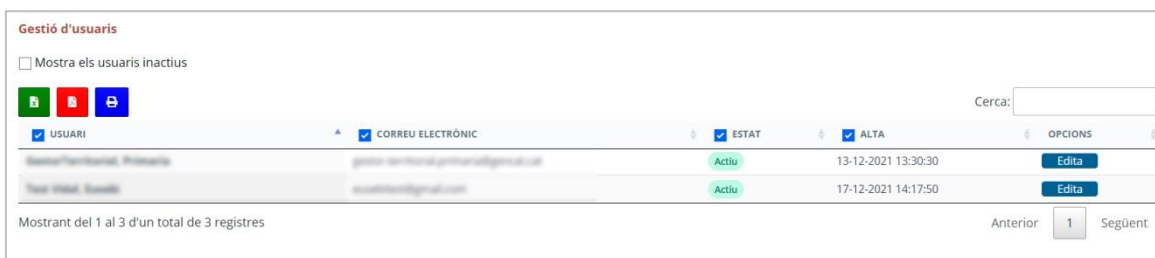 Gestió d'usuaris
Mostra els usuaris inactius
Cerca:
USUARI CORREU ELECTRÒNIC ESTAT ALTA OPCIONS
Actiu 13-12-2021 13:30:30 Edita
Actiu 17-12-2021 14:17:50 Edita
Mostrant del 1 al 3 d'un total de 3 registres Anterior 1 Següent